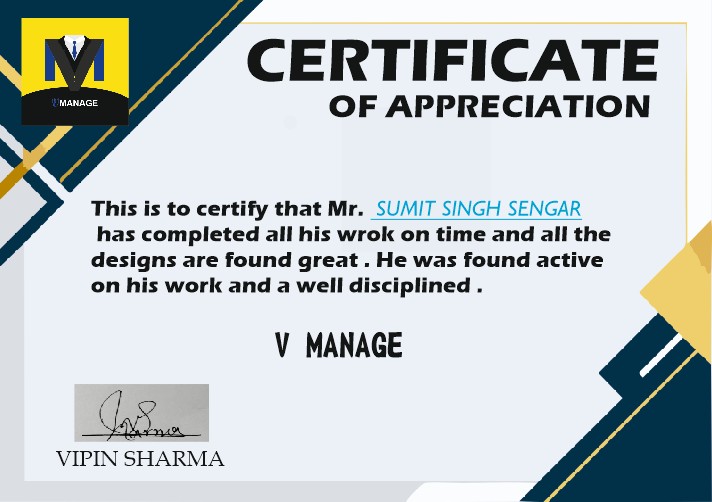 VMANAGE
CERTIFICATE
OF APPRECIATION
This is to certify that Mr. SUMIT SINGH SENGAR
has completed all his wrok on time and all the
designs are found great . He was found active
on his work and a well disciplined .
V MANAGE
VIPIN SHARMA